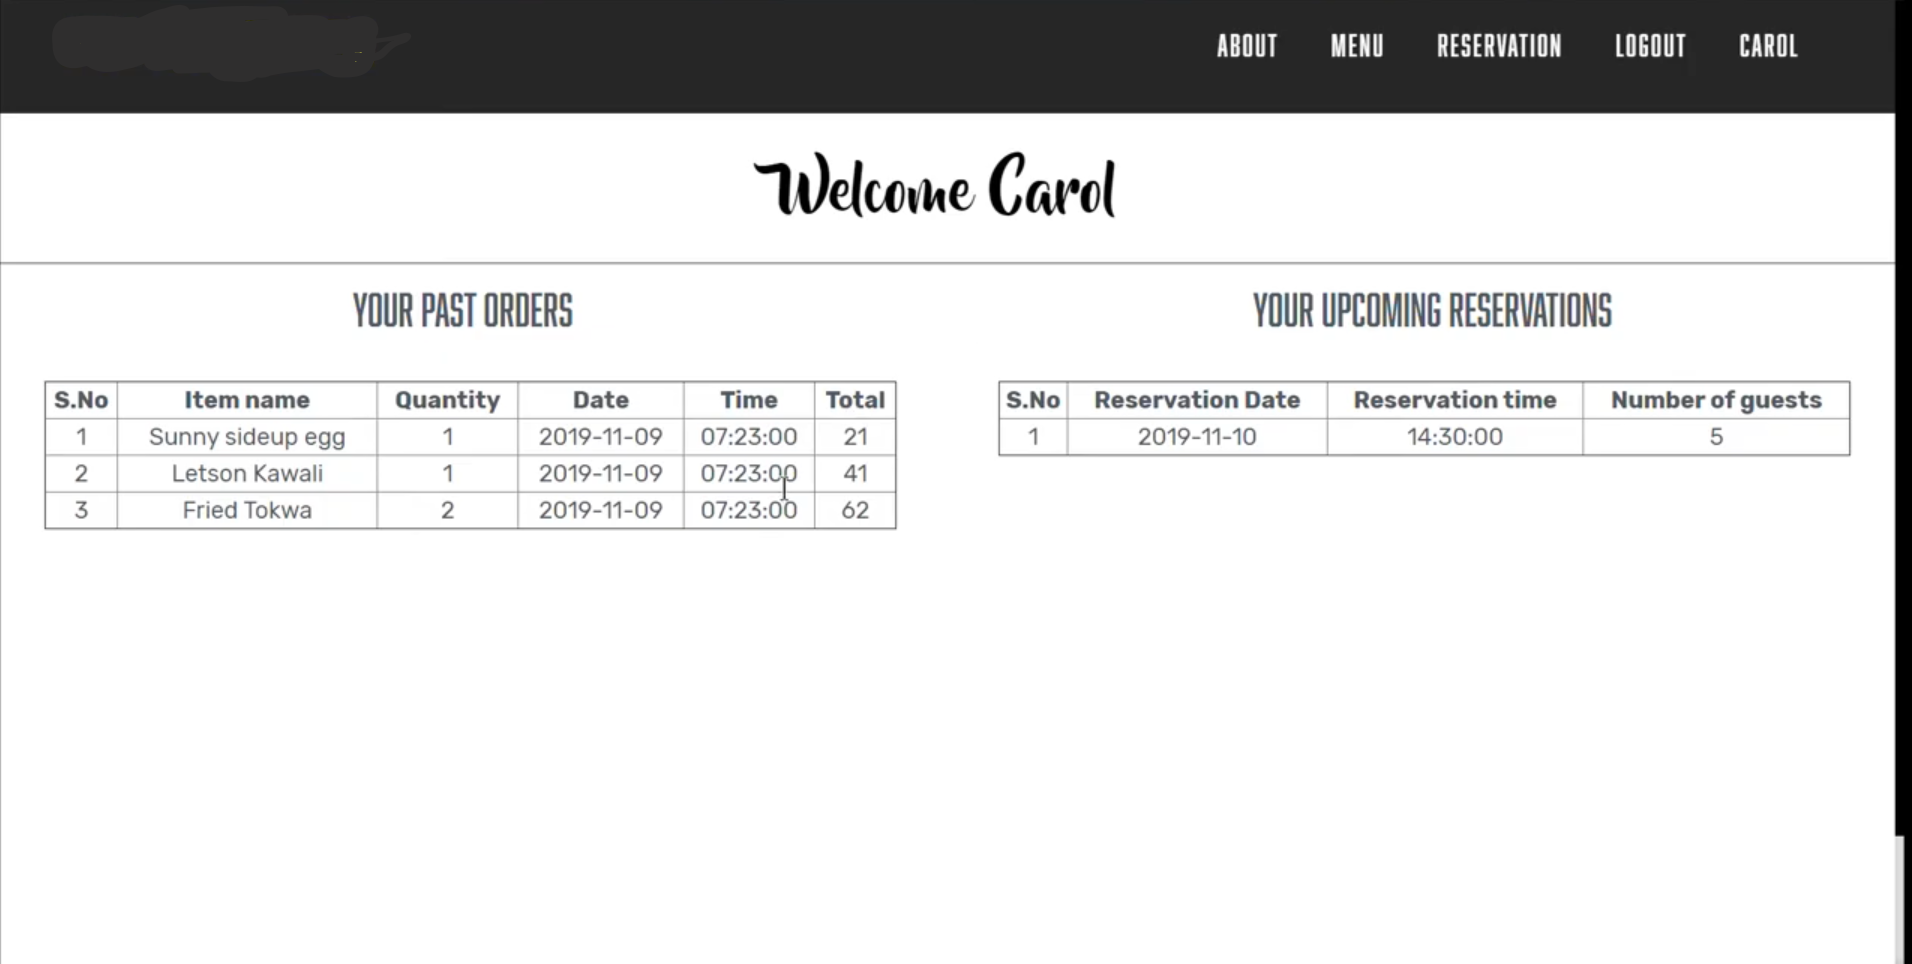 ABOUT MENU RESERVATION LOGOUT CAROL
Welcome Carol
YOUR PAST ORDERS
S.No Item name Quantity Date Time Total
1 Sunny sideup egg 1 2019-11-09 07:23:00 21
2 Letson Kawali 1 2019-11-09 07:23:00 41
3 Fried Tokwa 2 2019-11-09 07:23:00 62
YOUR UPCOMING RESERVATIONS
S.No Reservation Date Reservation time Number of guests
1 2019-11-10 14:30:00 5